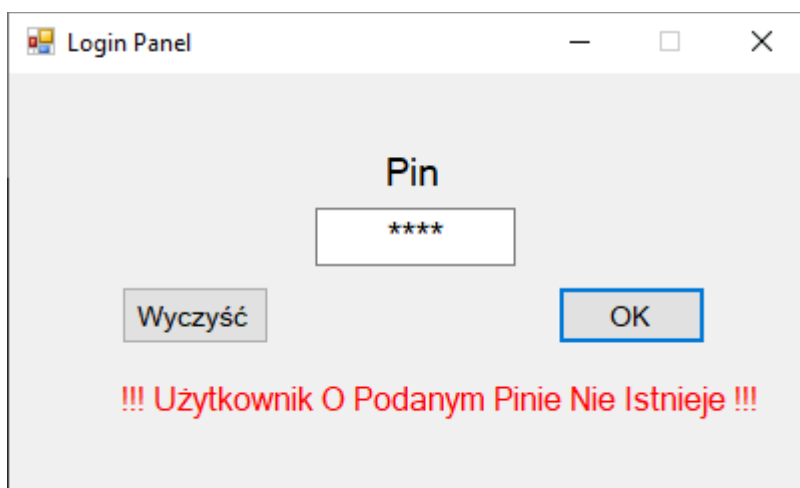 Login Panel
Pin
****
Wyczyść
OK
!!! Użytkownik O Podanym Pinie Nie Istnieje !!!